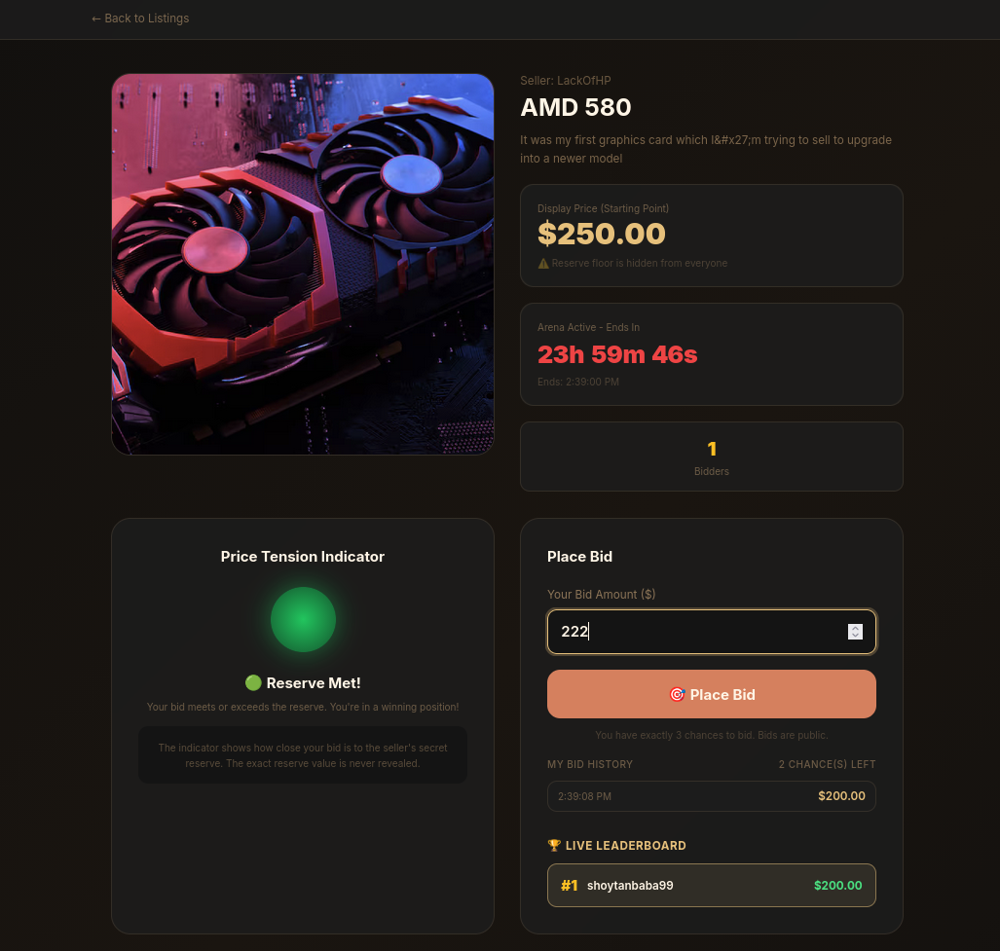 ← Back to Listings
Seller: LackOfHP
AMD 580
It was my first graphics card which I&#x27;m trying to sell to upgrade
into a newer model
Display Price (Starting Point)
$250.00
⚠ Reserve floor is hidden from everyone
Arena Active - Ends In
23h 59m 46s
Ends: 2:39:00 PM
1
Bidders
Price Tension Indicator
🟢 Reserve Met!
Your bid meets or exceeds the reserve. You're in a winning position!
The indicator shows how close your bid is to the seller's secret
reserve. The exact reserve value is never revealed.
Place Bid
Your Bid Amount ($)
222
🎯 Place Bid
You have exactly 3 chances to bid. Bids are public.
MY BID HISTORY 2 CHANCE(S) LEFT
2:39:08 PM $200.00
🏆 LIVE LEADERBOARD
#1 shoytanbaba99 $200.00